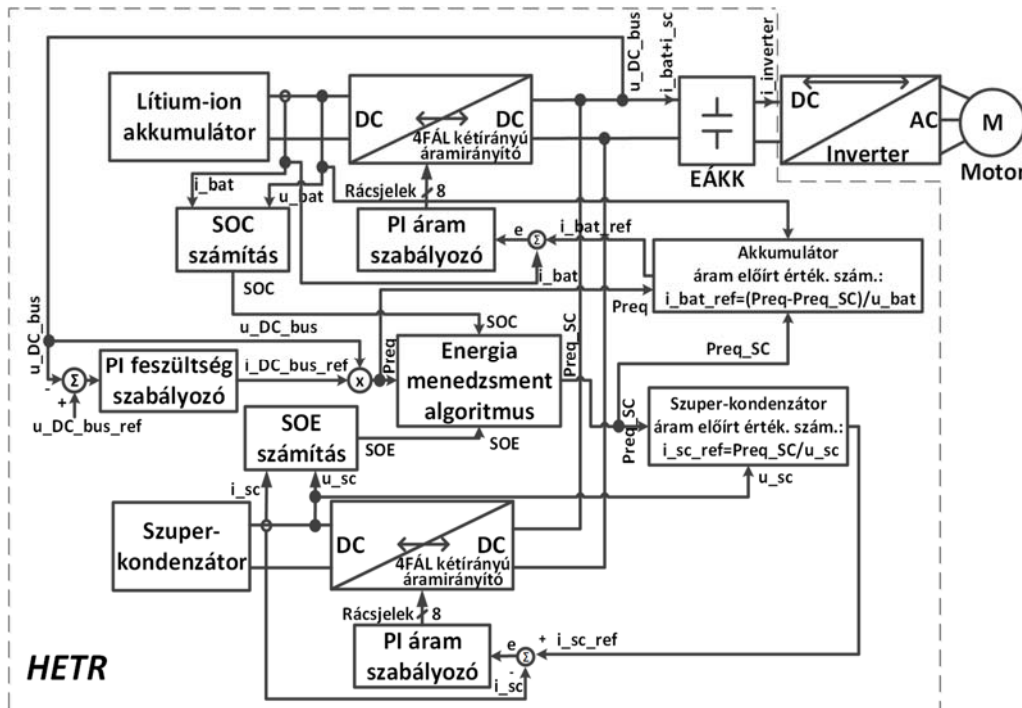 u_DC_bus
i_bat+i_sc
i_inverter
Lítium-ion
akkumulátor
DC
DC
4FÁL kétirányú
áramirányító
EÁKK
DC
AC
Inverter
M
Motor
i_bat
u_bat
Rácsjelek
8
SOC
számítás
PI áram
szabályozó
e
Σ
i_bat_ref
i_bat
Akkumulátor
áram előírt érték. szám.:
i_bat_ref=(Preq-Preq_SC)/u_bat
SOC
u_DC_bus
SOC
Preq
Preq_SC
Preq_SC
u_DC_bus
-
Σ
+
u_DC_bus_ref
PI feszültség
szabályozó
i_DC_bus_ref
x
Preq
Energia
menedzsment
algoritmus
Preq_SC
Szuper-kondenzátor
áram előírt érték. szám.:
i_sc_ref=Preq_SC/u_sc
SOE
számítás
SOE
SOE
i_sc
u_sc
u_sc
Szuper-
kondenzátor
DC
DC
4FÁL kétirányú
áramirányító
Rácsjelek
8
PI áram
szabályozó
e
Σ
+
i_sc_ref
-
i_sc
HETR